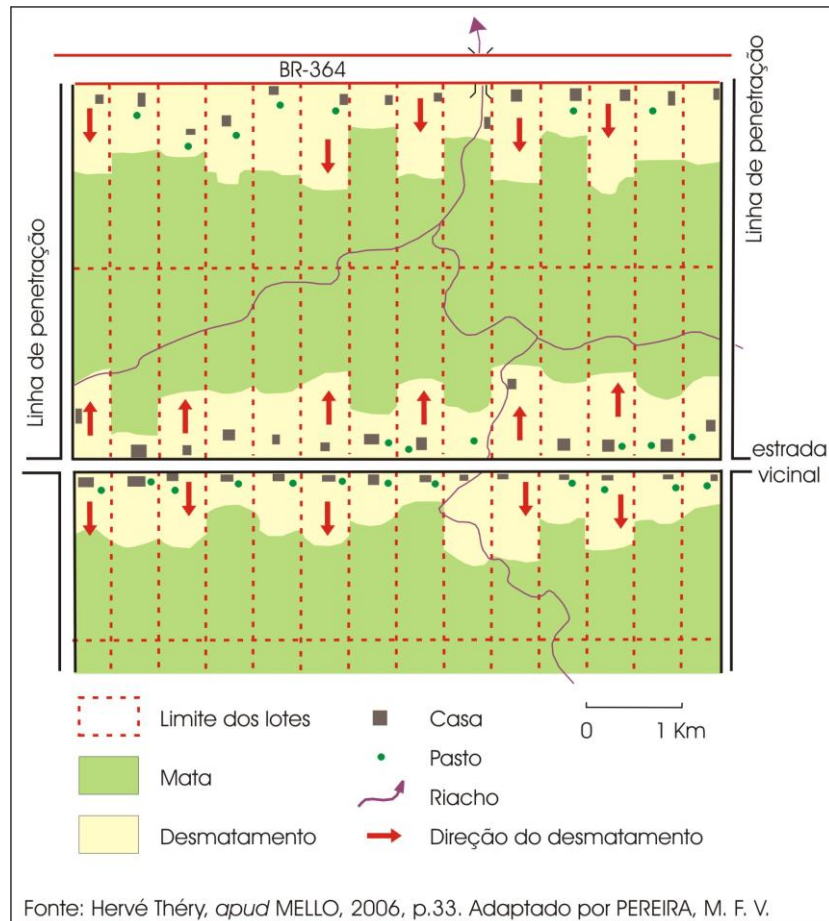 BR-364
Linha de penetração
Linha de penetração
estrada
vicinal
Limite dos lotes
Mata
Desmatamento
Casa
Pasto
Riacho
Direção do desmatamento
0 1 Km
Fonte: Hervé Théry, apud MELLO, 2006, p.33. Adaptado por PEREIRA, M. F. V.